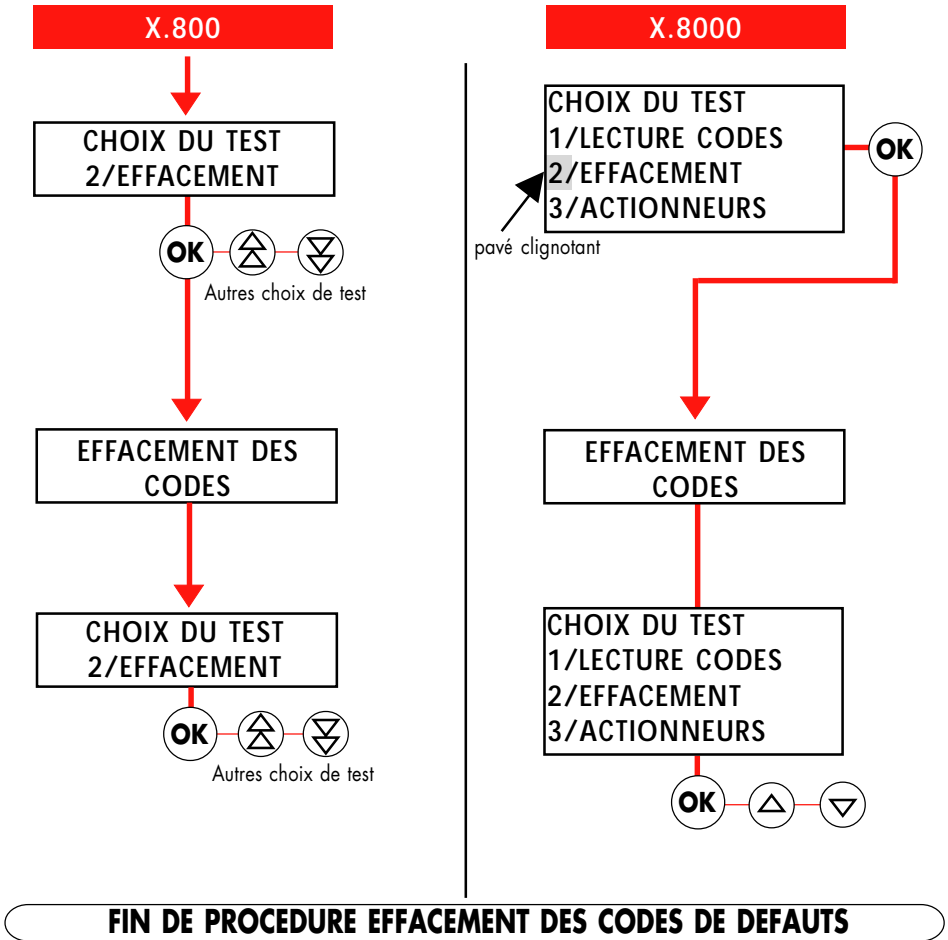 X.800
CHOIX DU TEST
2/EFFACEMENT
OK
Autres choix de test
EFFACEMENT DES
CODES
CHOIX DU TEST
2/EFFACEMENT
OK
Autres choix de test
X.8000
CHOIX DU TEST
1/LECTURE CODES
2/EFFACEMENT
3/ACTIONNEURS
OK
pavé clignotant
EFFACEMENT DES
CODES
CHOIX DU TEST
1/LECTURE CODES
2/EFFACEMENT
3/ACTIONNEURS
OK
FIN DE PROCEDURE EFFACEMENT DES CODES DE DEFAUTS